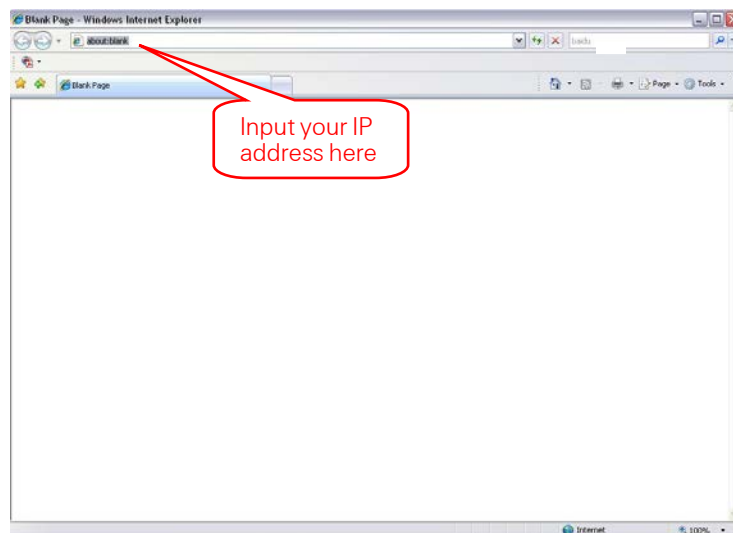 Blank Page - Windows Internet Explorer
about:blank
baidu
Blank Page
Page
Tools
Input your IP
address here
Internet
100%